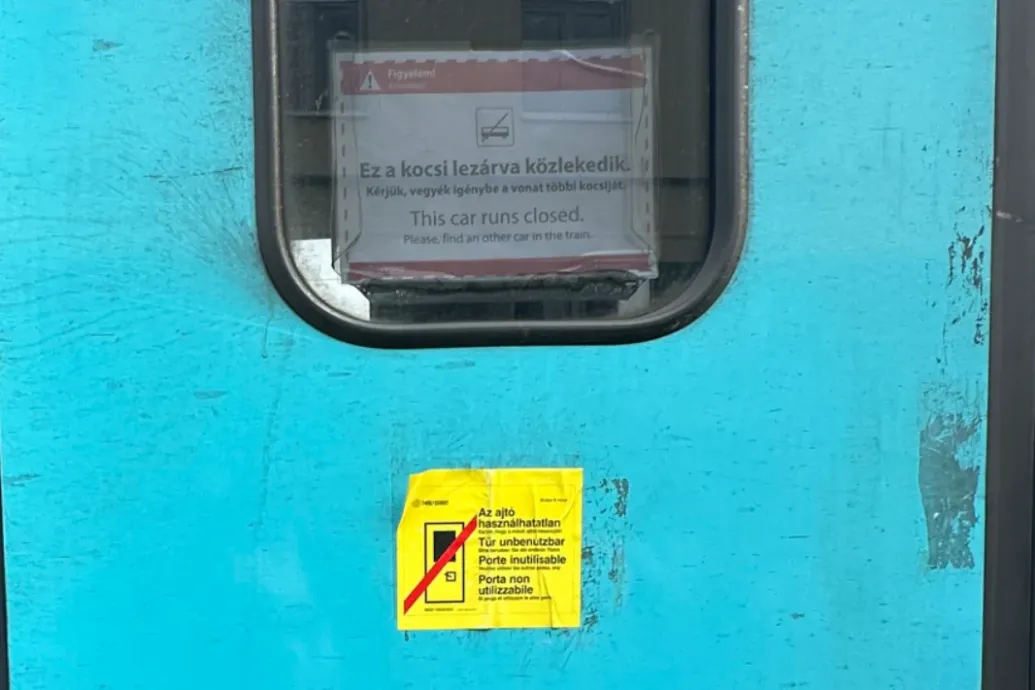 Figyelem!
Ez a kocsi lezárva közlekedik.
Kérjük, vegyék igénybe a vonat többi kocsiját.
This car runs closed.
Please, find an other car in the train.
Az ajtó
használhatatlan
Tür unbenützbar
Porte inutilisable
Porta non
utilizzabile